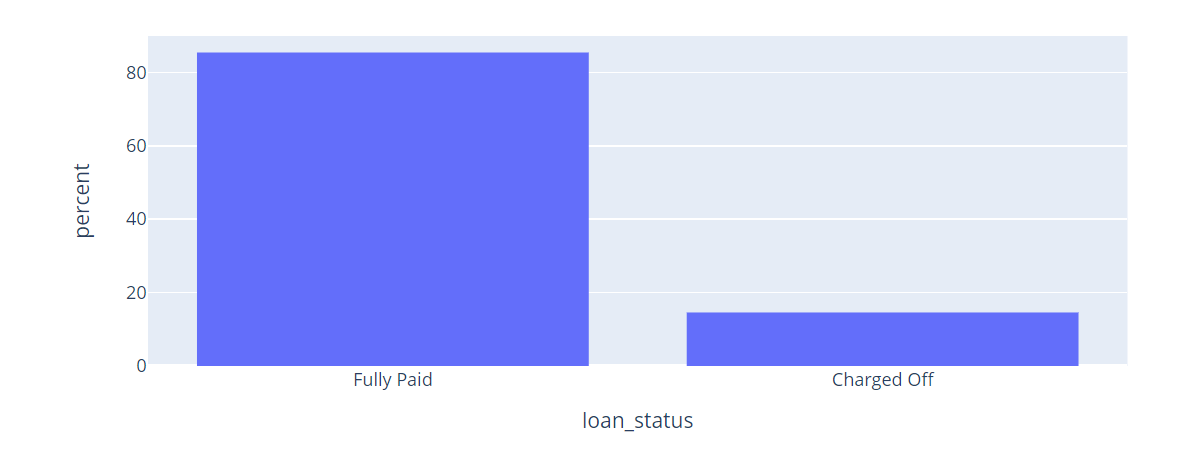 percent
80
60
40
20
0
Fully Paid
Charged Off
loan_status